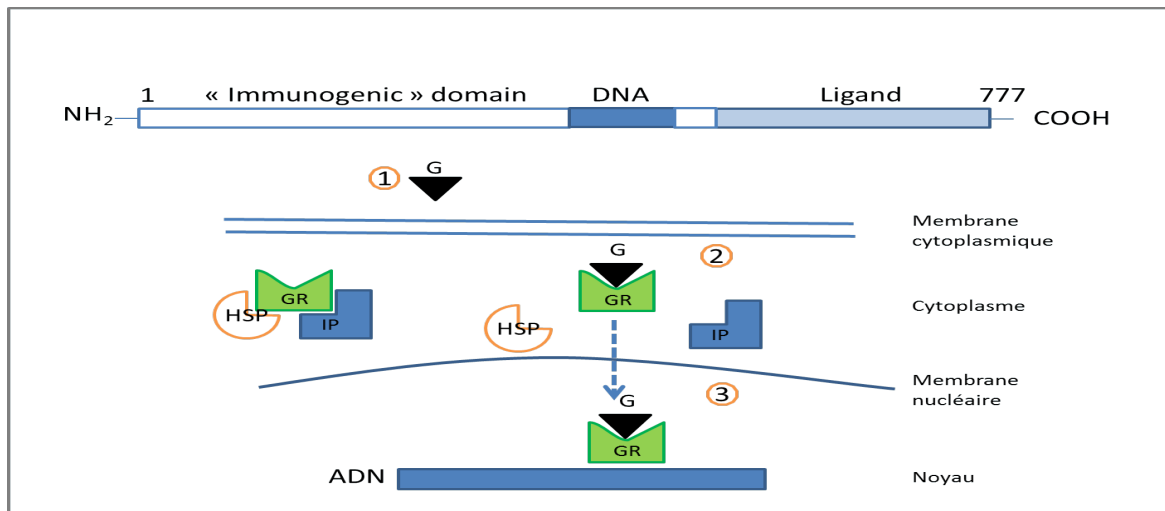 1 « Immunogenic » domain DNA Ligand 777
NH₂ COOH
1 G
Membrane
cytoplasmique
G 2
GR
HSP IP
GR
HSP IP
Cytoplasme
Membrane
nucléaire
3
G
GR
ADN
Noyau